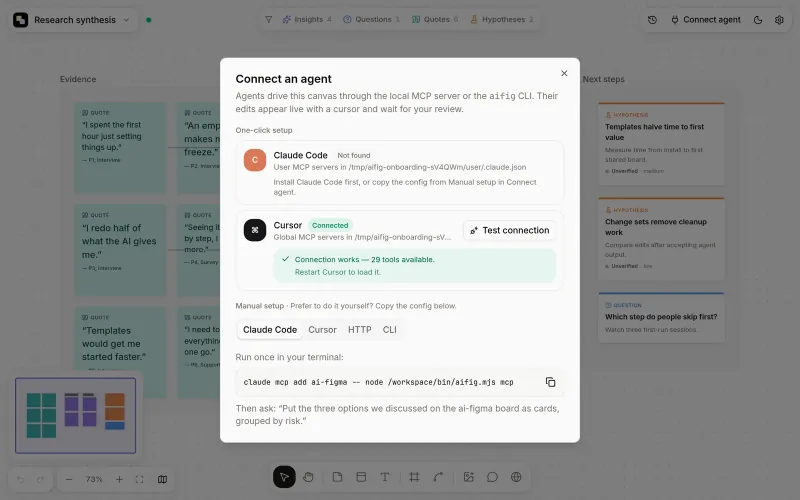 Research synthesis
Insights 4
Questions 1
Quotes 6
Hypotheses 2
Connect agent
Evidence
Next steps
QUOTE
"I spent the first
hour just setting
things up."
— P1, Interview
QUOTE
"An emp
makes n
freeze."
— P2, Intervie
QUOTE
"I redo half of
what the AI gives
me."
— P3, Interview
QUOTE
"Seeing it
by step, I
more."
— P4, Survey
QUOTE
"Templates
would get me
started faster."
QUOTE
"I need to
everything
one go."
— P6, Suppor
Connect an agent
Agents drive this canvas through the local MCP server or the aifig CLI. Their
edits appear live with a cursor and wait for your review.
One-click setup
C
Claude Code
Not found
User MCP servers in /tmp/aifig-onboarding-sV4QWm/user/.claude.json
Install Claude Code first, or copy the config from Manual setup in Connect
agent.
Cursor
Connected
Global MCP servers in /tmp/aifig-onboarding-sV...
Test connection
Connection works — 29 tools available.
Restart Cursor to load it.
Manual setup · Prefer to do it yourself? Copy the config below.
Claude Code
Cursor
HTTP
CLI
Run once in your terminal:
claude mcp add ai-figma -- node /workspace/bin/aifig.mjs mcp
Then ask: "Put the three options we discussed on the ai-figma board as cards,
grouped by risk."
HYPOTHESIS
Templates halve time to first
value
Measure time from install to first
shared board.
Unverified · medium
HYPOTHESIS
Change sets remove cleanup
work
Compare edits after accepting agent
output.
Unverified · low
QUESTION
Which step do people skip first?
Watch three first-run sessions.
73%